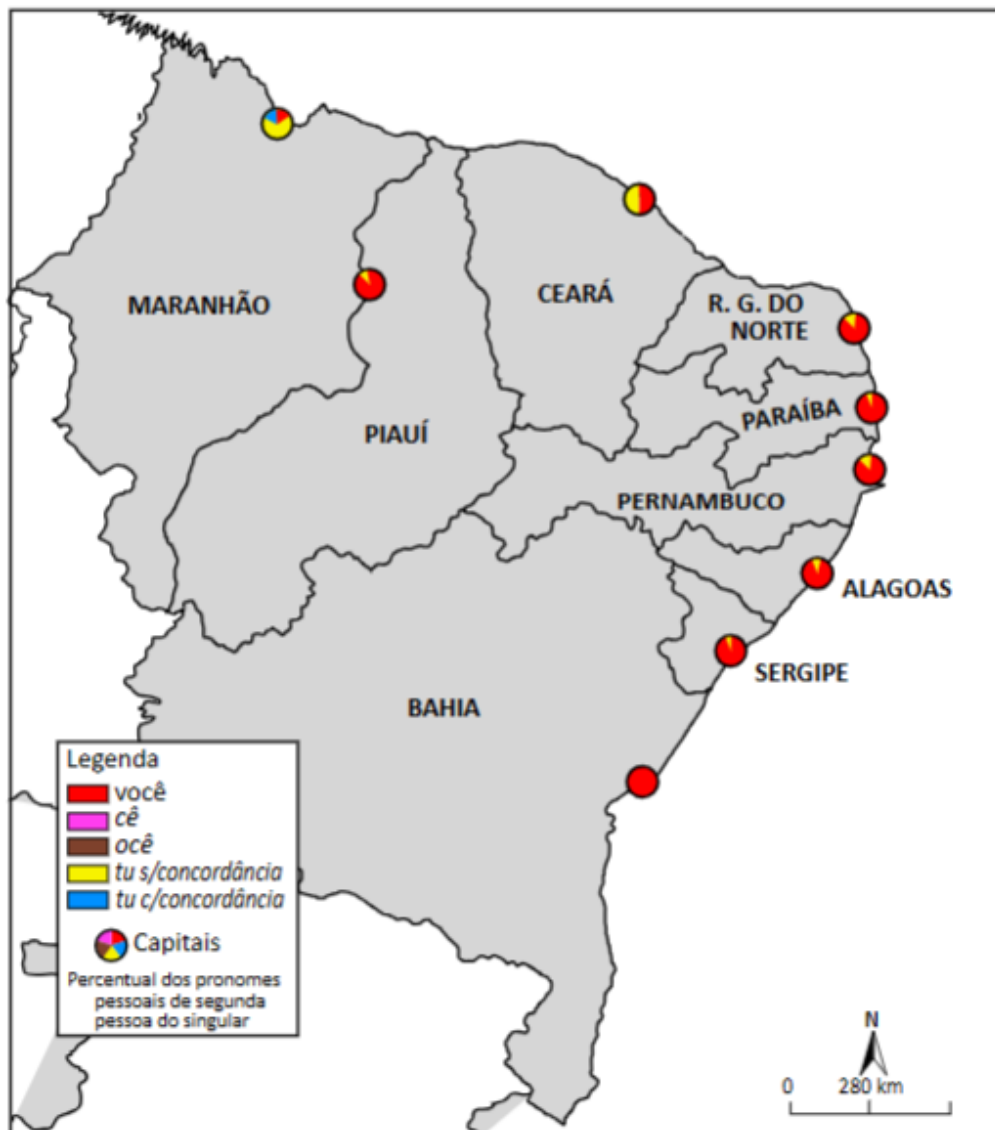 MARANHÃO
CEARÁ
R. G. DO
NORTE
PARAÍBA
PIAUÍ
PERNAMBUCO
ALAGOAS
SERGIPE
BAHIA
Legenda
você
cê
ocê
tu s/concordância
tu c/concordância
Capitais
Percentual dos pronomes
pessoais de segunda
pessoa do singular
N
0 280 km